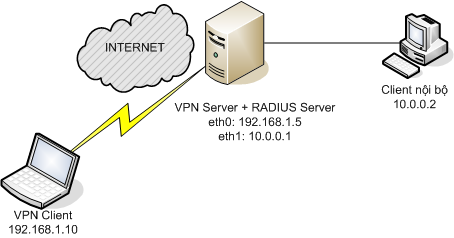 INTERNET
VPN Server + RADIUS Server
eth0: 192.168.1.5
eth1: 10.0.0.1
Client nội bộ
10.0.0.2
VPN Client
192.168.1.10